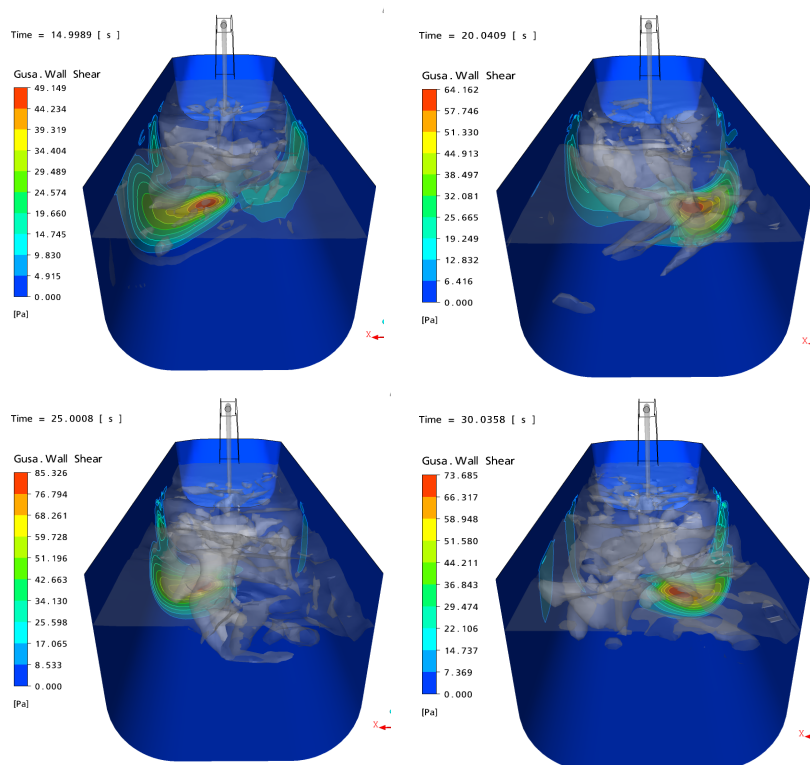 Time = 14.9989 [ s ]
Gusa.Wall Shear
49.149
44.234
39.319
34.404
29.489
24.574
19.660
14.745
9.830
4.915
0.000
[Pa]
X
Time = 20.0409 [ s ]
Gusa.Wall Shear
64.162
57.746
51.330
44.913
38.497
32.081
25.665
19.249
12.832
6.416
0.000
[Pa]
X
Time = 25.0008 [ s ]
Gusa.Wall Shear
85.326
76.794
68.261
59.728
51.196
42.663
34.130
25.598
17.065
8.533
0.000
[Pa]
X
Time = 30.0358 [ s ]
Gusa.Wall Shear
73.685
66.317
58.948
51.580
44.211
36.843
29.474
22.106
14.737
7.369
0.000
[Pa]
X